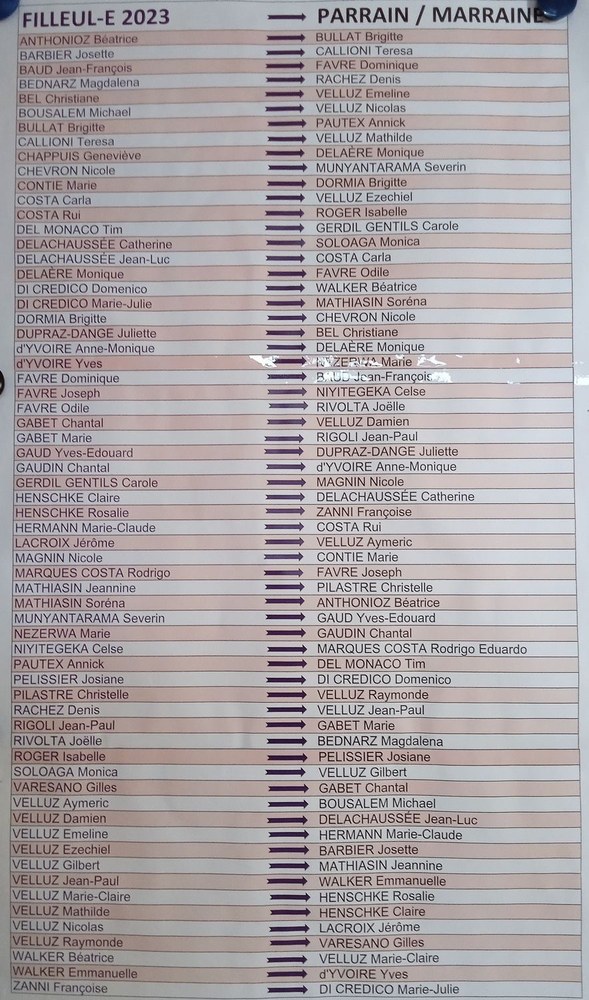 FILLEUL-E 2023 PARRAIN / MARRAINE
ANTHONIOZ Béatrice BULLAT Brigitte
BARBIER Josette CALLIONI Teresa
BAUD Jean-François FAVRE Dominique
BEDNARZ Magdalena RACHEZ Denis
BEL Christiane VELLUZ Emeline
BOUSALEM Michael VELLUZ Nicolas
BULLAT Brigitte PAUTEX Annick
CALLIONI Teresa VELLUZ Mathilde
CHAPPUIS Geneviève DELAËRE Monique
CHEVRON Nicole MUNYANTARAMA Severin
CONTIE Marie DORMIA Brigitte
COSTA Carla VELLUZ Ezechiel
COSTA Rui ROGER Isabelle
DEL MONACO Tim GERDIL GENTILS Carole
DELACHAUSSÉE Catherine SOLOAGA Monica
DELACHAUSSÉE Jean-Luc COSTA Carla
DELAËRE Monique FAVRE Odile
DI CREDICO Domenico WALKER Béatrice
DI CREDICO Marie-Julie MATHIASIN Soréna
DORMIA Brigitte CHEVRON Nicole
DUPRAZ-DANGE Juliette BEL Christiane
d'YVOIRE Anne-Monique DELAËRE Monique
d'YVOIRE Yves NEZERWA Marie
FAVRE Dominique BAUD Jean-François
FAVRE Joseph NIYITEGEKA Celse
FAVRE Odile RIVOLTA Joëlle
GABET Chantal VELLUZ Damien
GABET Marie RIGOLI Jean-Paul
GAUD Yves-Edouard DUPRAZ-DANGE Juliette
GAUDIN Chantal d'YVOIRE Anne-Monique
GERDIL GENTILS Carole MAGNIN Nicole
HENSCHKE Claire DELACHAUSSÉE Catherine
HENSCHKE Rosalie ZANNI Françoise
HERMANN Marie-Claude COSTA Rui
LACROIX Jérôme VELLUZ Aymeric
MAGNIN Nicole CONTIE Marie
MARQUES COSTA Rodrigo FAVRE Joseph
MATHIASIN Jeannine PILASTRE Christelle
MATHIASIN Soréna ANTHONIOZ Béatrice
MUNYANTARAMA Severin GAUD Yves-Edouard
NEZERWA Marie GAUDIN Chantal
NIYITEGEKA Celse MARQUES COSTA Rodrigo Eduardo
PAUTEX Annick DEL MONACO Tim
PELISSIER Josiane DI CREDICO Domenico
PILASTRE Christelle VELLUZ Raymonde
RACHEZ Denis VELLUZ Jean-Paul
RIGOLI Jean-Paul GABET Marie
RIVOLTA Joëlle BEDNARZ Magdalena
ROGER Isabelle PELISSIER Josiane
SOLOAGA Monica VELLUZ Gilbert
VARESANO Gilles GABET Chantal
VELLUZ Aymeric BOUSALEM Michael
VELLUZ Damien DELACHAUSSÉE Jean-Luc
VELLUZ Emeline HERMANN Marie-Claude
VELLUZ Ezechiel BARBIER Josette
VELLUZ Gilbert MATHIASIN Jeannine
VELLUZ Jean-Paul WALKER Emmanuelle
VELLUZ Marie-Claire HENSCHKE Rosalie
VELLUZ Mathilde HENSCHKE Claire
VELLUZ Nicolas LACROIX Jérôme
VELLUZ Raymonde VARESANO Gilles
WALKER Béatrice VELLUZ Marie-Claire
WALKER Emmanuelle d'YVOIRE Yves
ZANNI Françoise DI CREDICO Marie-Julie